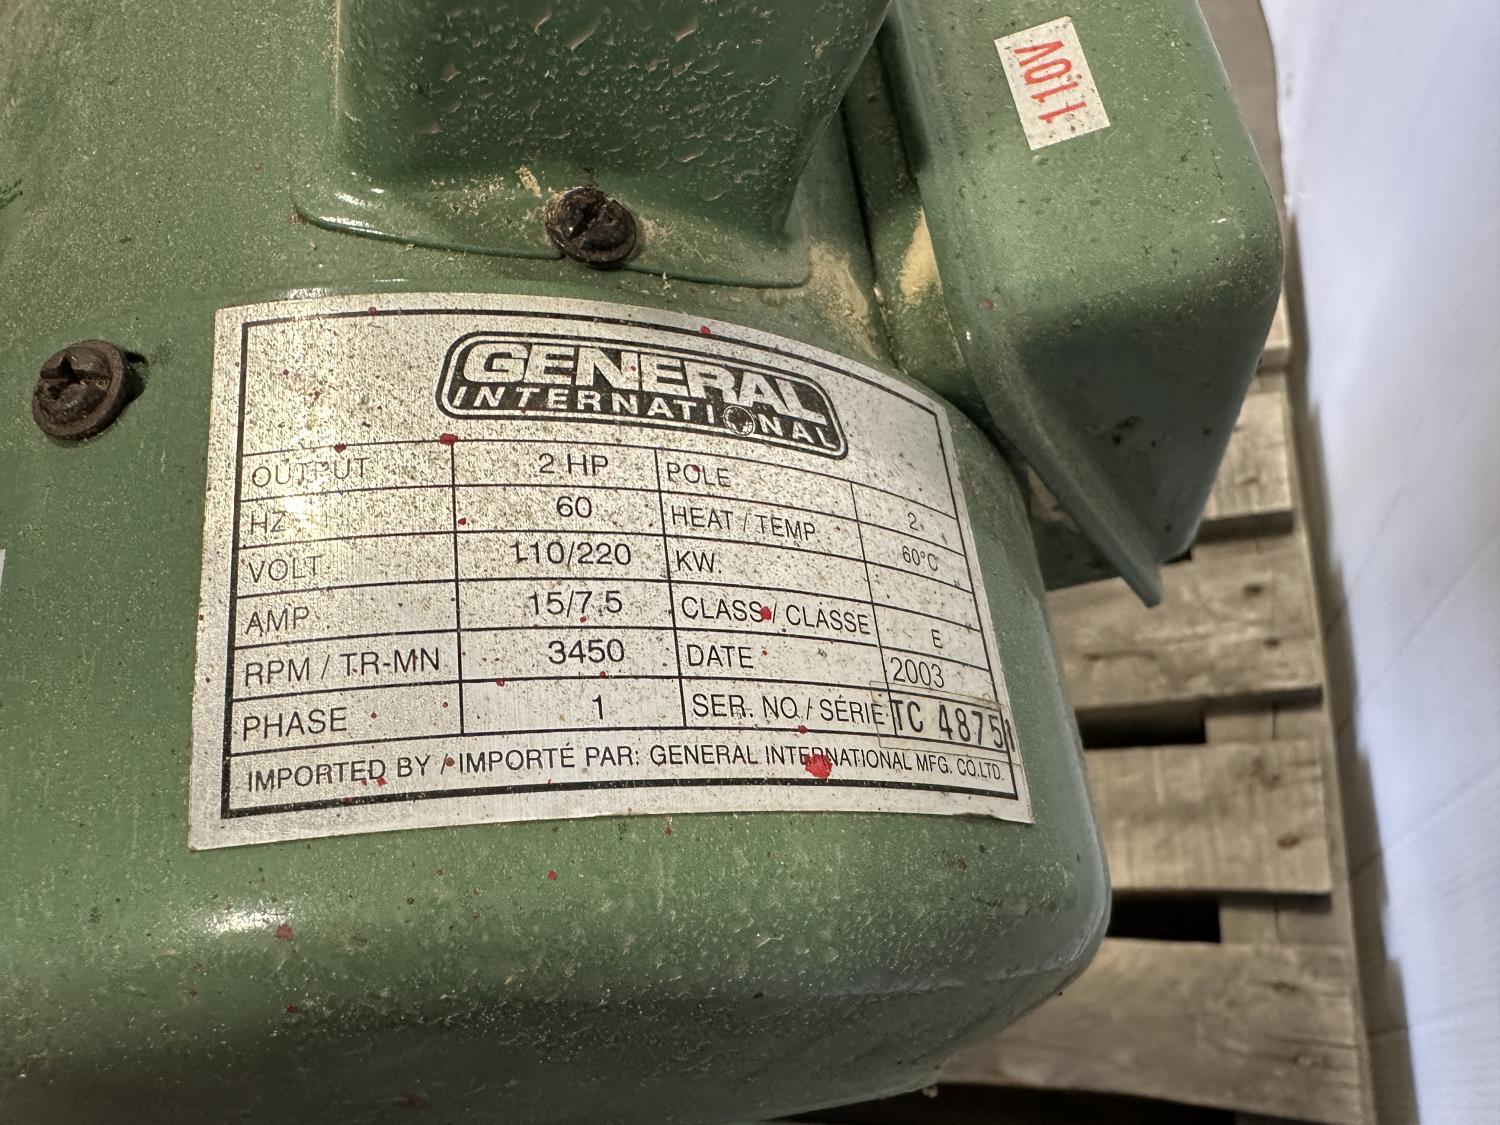 110V
GENERAL
INTERNATIONAL
OUTPUT 2 HP POLE 2
HZ 60 HEAT / TEMP 60°C
VOLT 110/220 KW.
AMP 15/7.5 CLASS / CLASSE E
RPM / TR-MN 3450 DATE 2003
PHASE 1 SER. NO. / SÉRIE TC 4875
IMPORTED BY / IMPORTÉ PAR: GENERAL INTERNATIONAL MFG. CO. LTD.